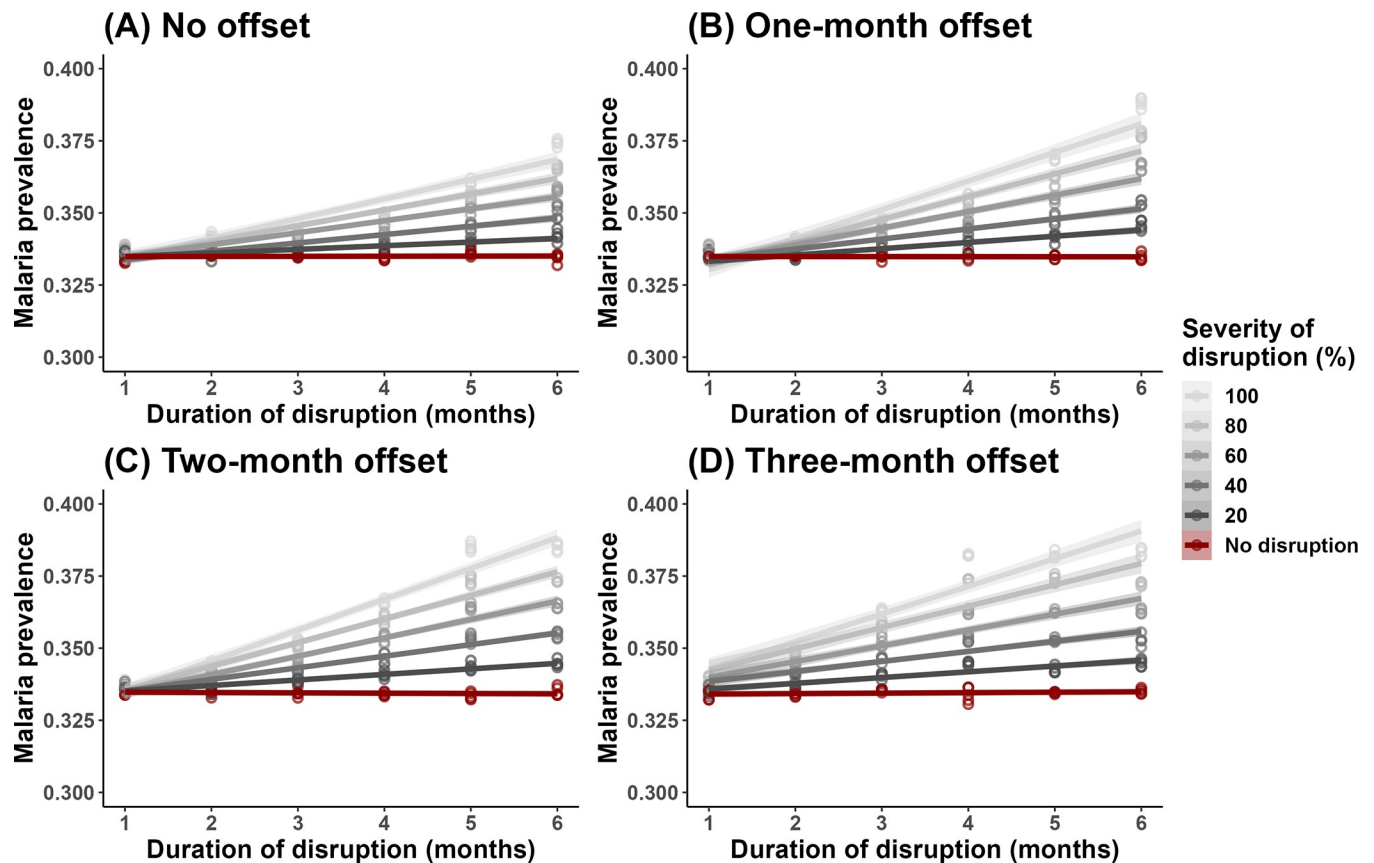 (A) No offset
Malaria prevalence
0.400
0.375
0.350
0.325
0.300
1 2 3 4 5 6
Duration of disruption (months)
(B) One-month offset
Malaria prevalence
0.400
0.375
0.350
0.325
0.300
1 2 3 4 5 6
Duration of disruption (months)
(C) Two-month offset
Malaria prevalence
0.400
0.375
0.350
0.325
0.300
1 2 3 4 5 6
Duration of disruption (months)
(D) Three-month offset
Malaria prevalence
0.400
0.375
0.350
0.325
0.300
1 2 3 4 5 6
Duration of disruption (months)
Severity of
disruption (%)
100
80
60
40
20
No disruption